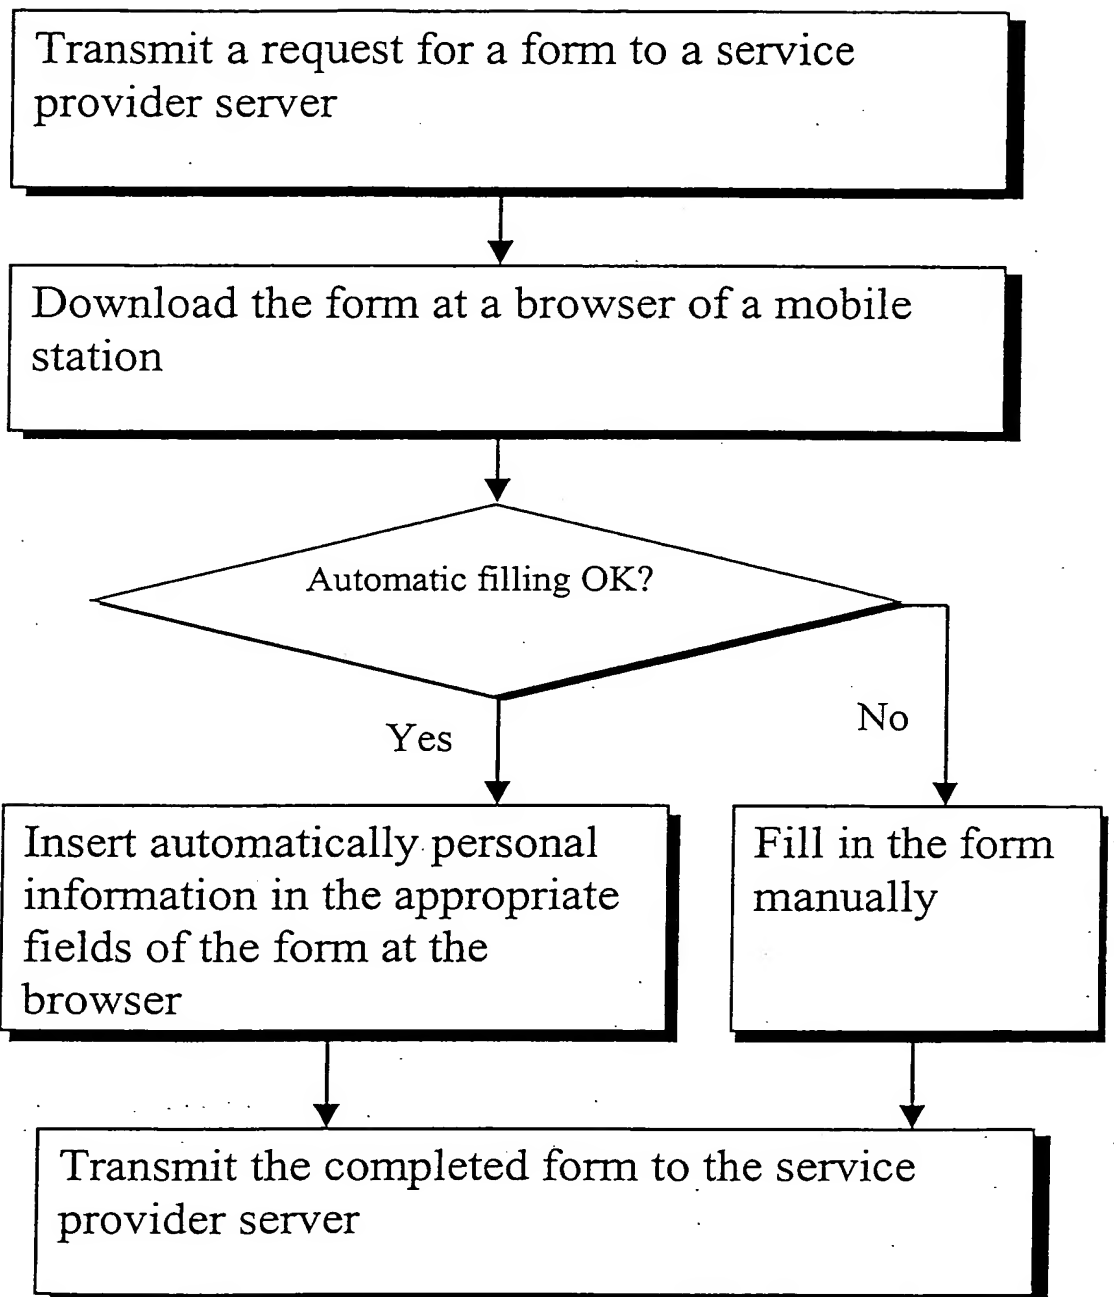 Transmit a request for a form to a service
provider server
Download the form at a browser of a mobile
station
Automatic filling OK?
Yes
No
Insert automatically personal
information in the appropriate
fields of the form at the
browser
Fill in the form
manually
Transmit the completed form to the service
provider server